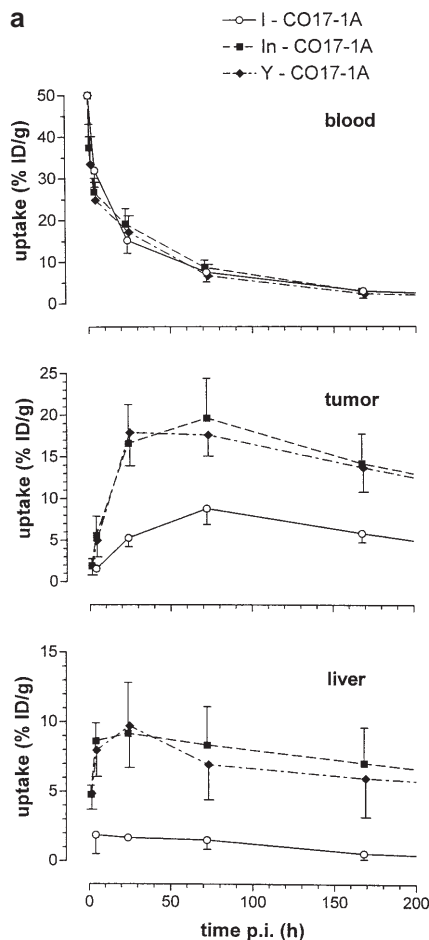 a
I - CO17-1A
In - CO17-1A
Y - CO17-1A
blood
uptake (% ID/g)
50
40
30
20
10
0
tumor
uptake (% ID/g)
25
20
15
10
5
0
liver
uptake (% ID/g)
15
10
5
0
0 50 100 150 200
time p.i. (h)